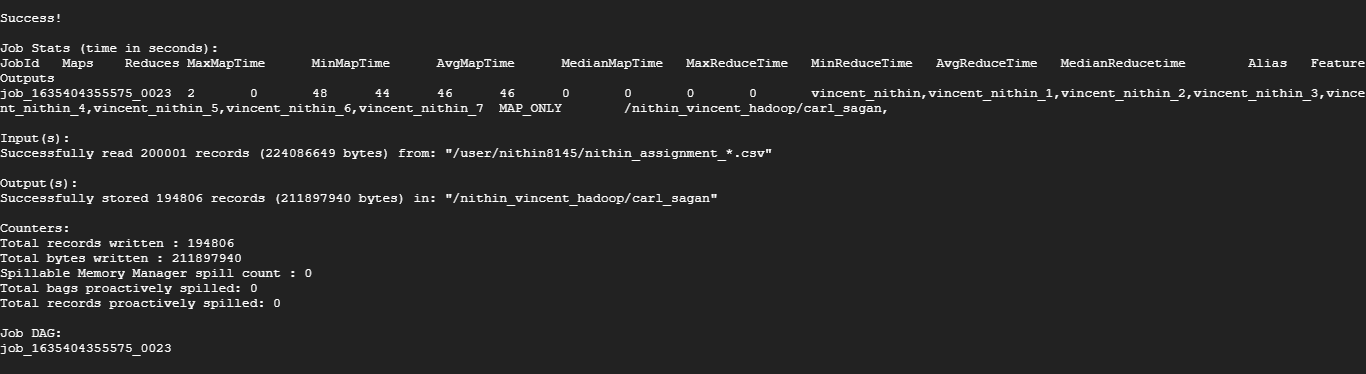 Success!
Job Stats (time in seconds):
JobId Maps Reduces MaxMapTime MinMapTime AvgMapTime MedianMapTime MaxReduceTime MinReduceTime AvgReduceTime MedianReducetime Alias Feature
Outputs
job_1635404355575_0023 2 0 48 44 46 46 0 0 0 0 vincent_nithin,vincent_nithin_1,vincent_nithin_2,vincent_nithin_3,vince
nt_nithin_4,vincent_nithin_5,vincent_nithin_6,vincent_nithin_7 MAP_ONLY /nithin_vincent_hadoop/carl_sagan,
Input(s):
Successfully read 200001 records (224086649 bytes) from: "/user/nithin8145/nithin_assignment_*.csv"
Output(s):
Successfully stored 194806 records (211897940 bytes) in: "/nithin_vincent_hadoop/carl_sagan"
Counters:
Total records written : 194806
Total bytes written : 211897940
Spillable Memory Manager spill count : 0
Total bags proactively spilled: 0
Total records proactively spilled: 0
Job DAG:
job_1635404355575_0023